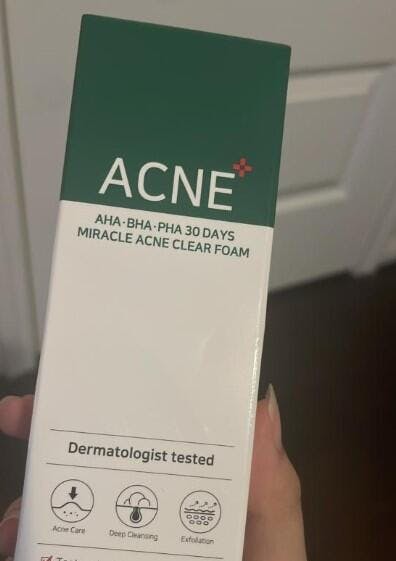 ACNE
AHA·BHA·PHA 30 DAYS
MIRACLE ACNE CLEAR FOAM
Dermatologist tested
Acne Care
Deep Cleansing
Exfoliation